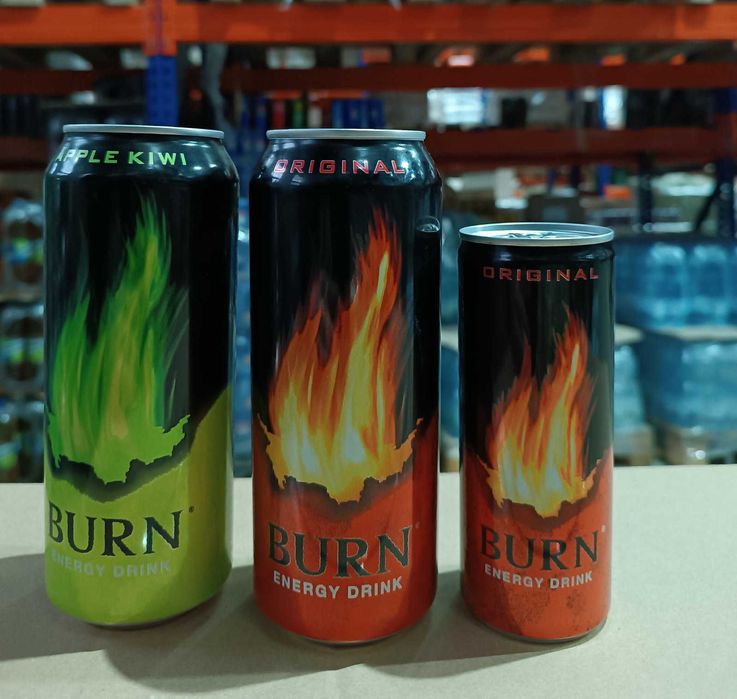 APPLE KIWI
BURN®
ENERGY DRINK
ORIGINAL
BURN®
ENERGY DRINK
ORIGINAL
BURN®
ENERGY DRINK